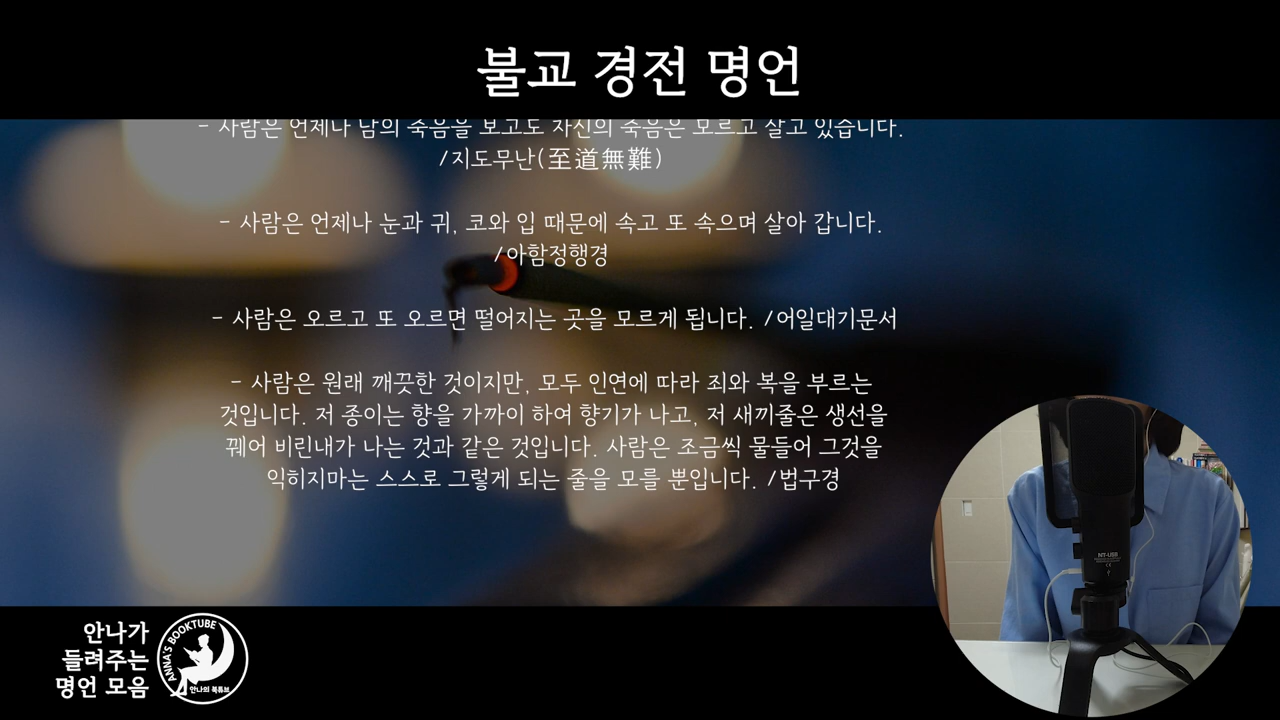 불교 경전 명언
- 사람은 언제나 남의 죽음을 보고도 자신의 죽음은 모르고 살고 있습니다.
/지도무난(至道無難)
- 사람은 언제나 눈과 귀, 코와 입 때문에 속고 또 속으며 살아 갑니다.
/아함정행경
- 사람은 오르고 또 오르면 떨어지는 곳을 모르게 됩니다. /어일대기문서
- 사람은 원래 깨끗한 것이지만, 모두 인연에 따라 죄와 복을 부르는
것입니다. 저 종이는 향을 가까이 하여 향기가 나고, 저 새끼줄은 생선을
꿰어 비린내가 나는 것과 같은 것입니다. 사람은 조금씩 물들어 그것을
익히지마는 스스로 그렇게 되는 줄을 모를 뿐입니다. /법구경
NT-USB
안나가
들려주는
명언 모음
ANNA'S BOOKTUBE
안나의 북튜브